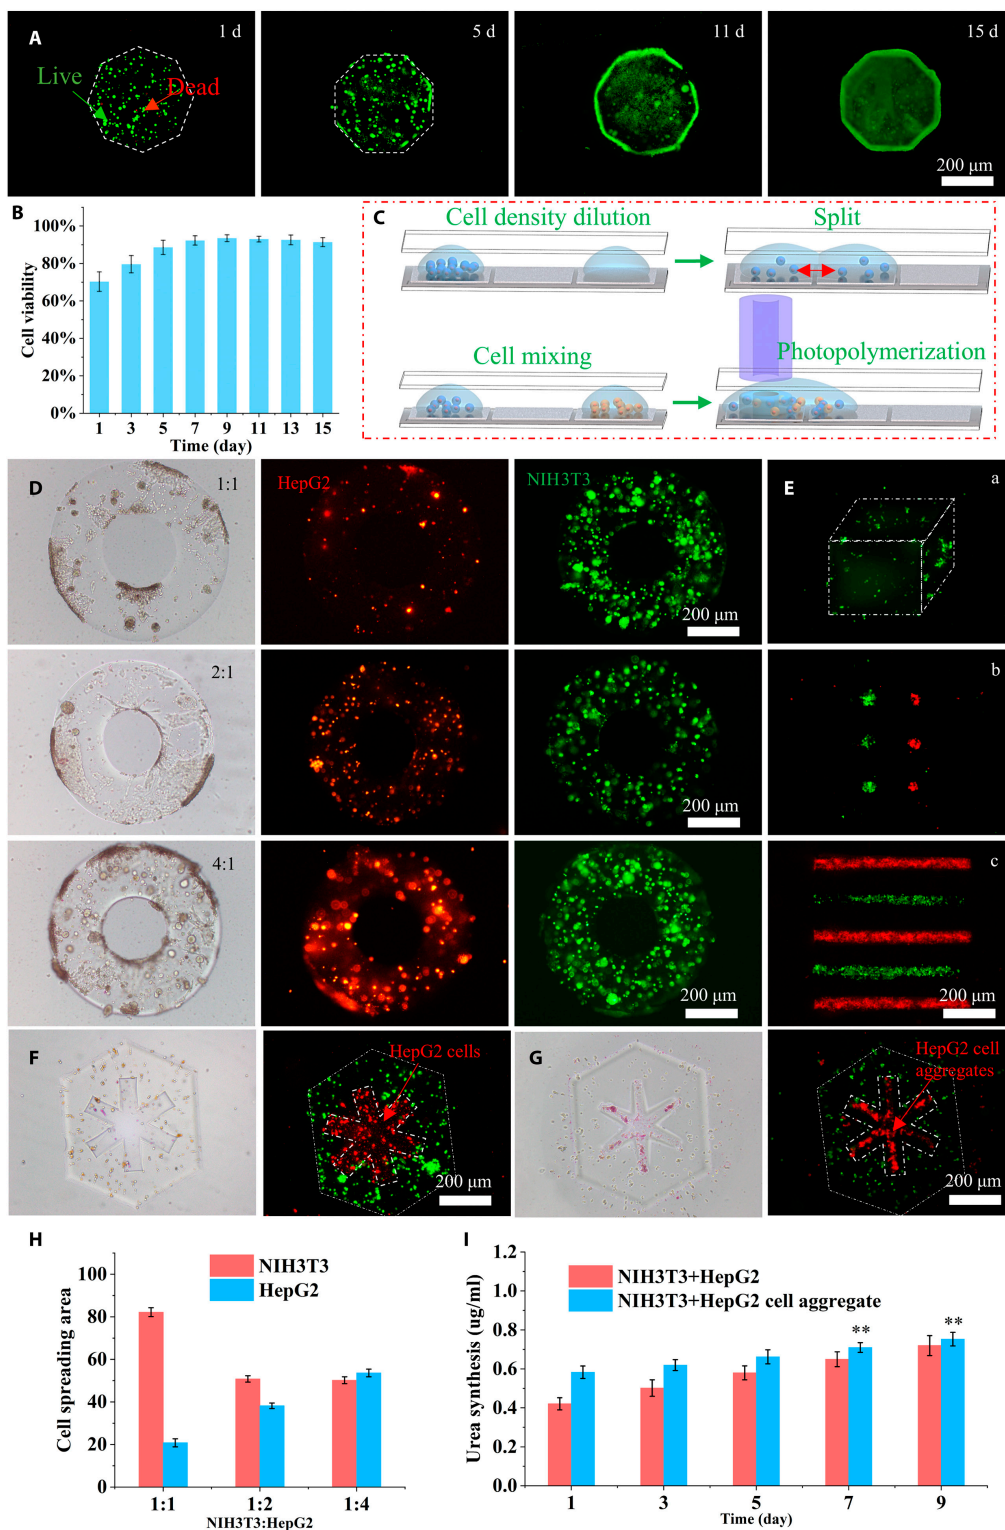 A
1 d
5 d
11 d
15 d
Live
Dead
200 μm
B
100%
80%
60%
40%
20%
0%
Cell viability
1 3 5 7 9 11 13 15
Time (day)
C
Cell density dilution
Split
Cell mixing
Photopolymerization
D
1:1
HepG2
NIH3T3
200 μm
E
a
2:1
200 μm
b
4:1
200 μm
c
F
HepG2 cells
200 μm
G
HepG2 cell
aggregates
200 μm
H
NIH3T3
HepG2
100
80
60
40
20
0
Cell spreading area
1:1 1:2 1:4
NIH3T3:HepG2
I
NIH3T3+HepG2
NIH3T3+HepG2 cell aggregate
1.2
1.0
0.8
0.6
0.4
0.2
0.0
Urea synthesis (ug/ml)
** **
1 3 5 7 9
Time (day)